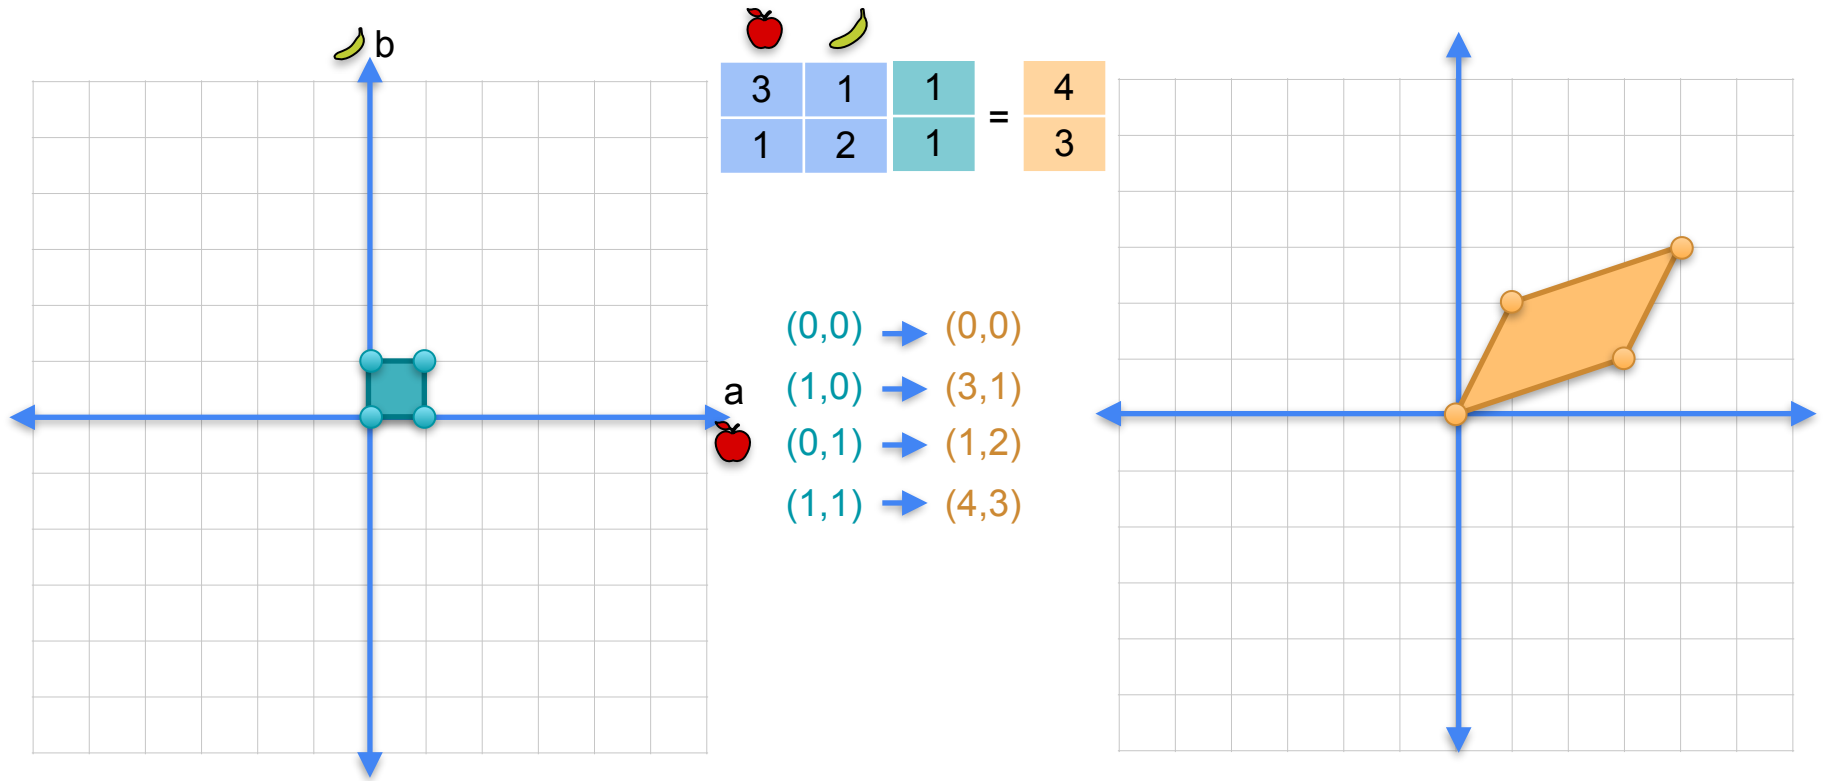 b
3 1 1 = 4
1 2 1 3
a
(0,0) (0,0)
(1,0) (3,1)
(0,1) (1,2)
(1,1) (4,3)